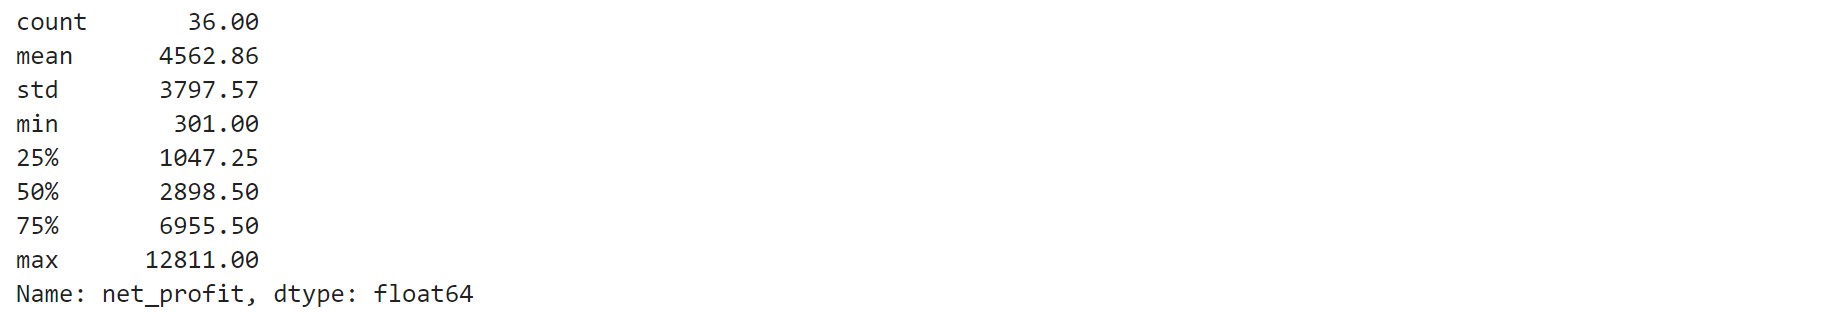 count 36.00
mean 4562.86
std 3797.57
min 301.00
25% 1047.25
50% 2898.50
75% 6955.50
max 12811.00
Name: net_profit, dtype: float64